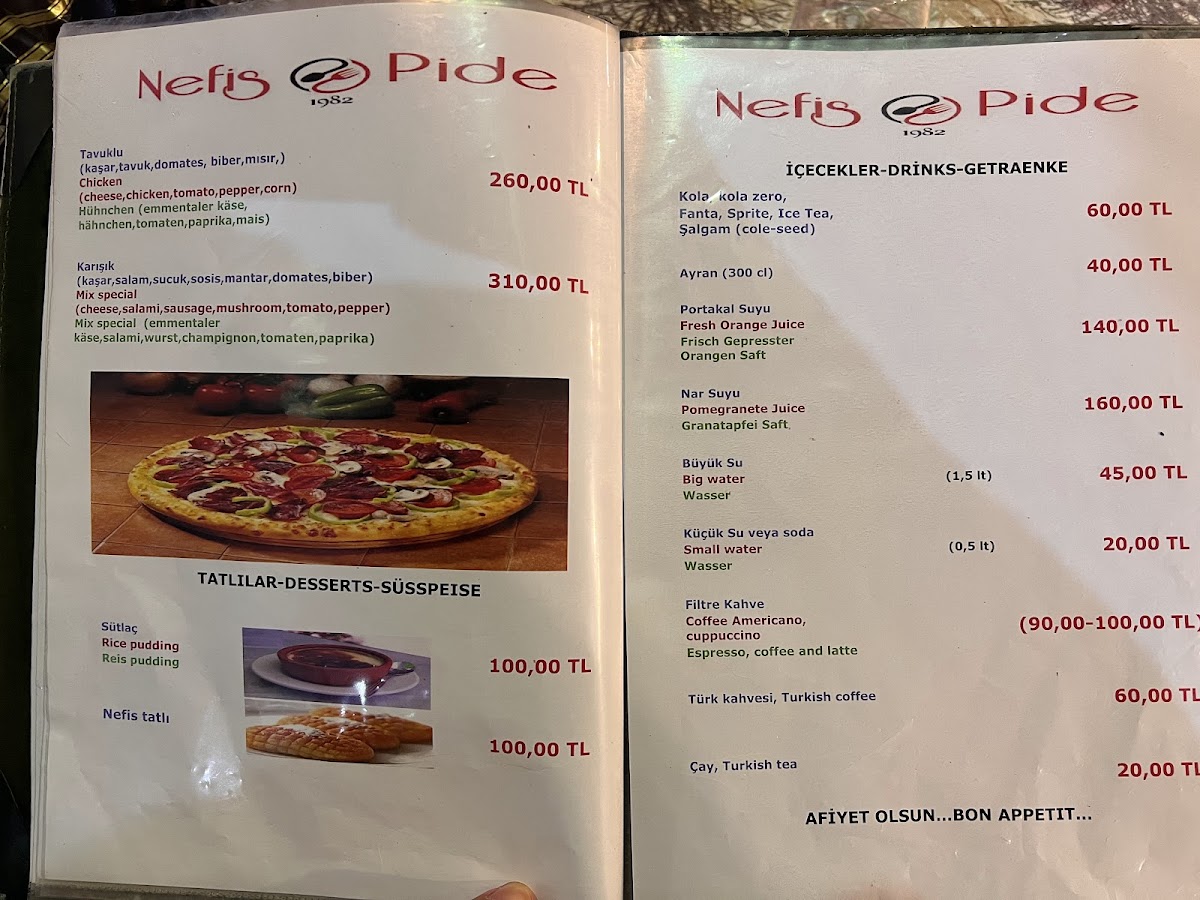 Nefis Pide
1982
Tavuklu
(kaşar,tavuk,domates, biber,mısır,)
Chicken
(cheese,chicken,tomato,pepper,corn)
Hühnchen (emmentaler käse,
hähnchen,tomaten,paprika,mais)
260,00 TL
Karışık
(kaşar,salam,sucuk,sosis,mantar,domates,biber)
Mix special
(cheese,salami,sausage,mushroom,tomato,pepper)
Mix special (emmentaler
käse,salami,wurst,champignon,tomaten,paprika)
310,00 TL
TATLILAR-DESSERTS-SÜSSPEISE
Sütlaç
Rice pudding
Reis pudding
100,00 TL
Nefis tatlı
100,00 TL
Nefis Pide
1982
İÇECEKLER-DRİNKS-GETRAENKE
Kola, kola zero,
Fanta, Sprite, Ice Tea,
Şalgam (cole-seed)
60,00 TL
Ayran (300 cl)
40,00 TL
Portakal Suyu
Fresh Orange Juice
Frisch Gepresster
Orangen Saft
140,00 TL
Nar Suyu
Pomegranete Juice
Granatapfei Saft
160,00 TL
Büyük Su
Big water
Wasser
(1,5 lt)
45,00 TL
Küçük Su veya soda
Small water
Wasser
(0,5 lt)
20,00 TL
Filtre Kahve
Coffee Americano,
cuppuccino
Espresso, coffee and latte
(90,00-100,00 TL)
Türk kahvesi, Turkish coffee
60,00 TL
Çay, Turkish tea
20,00 TL
AFİYET OLSUN...BON APPETIT...